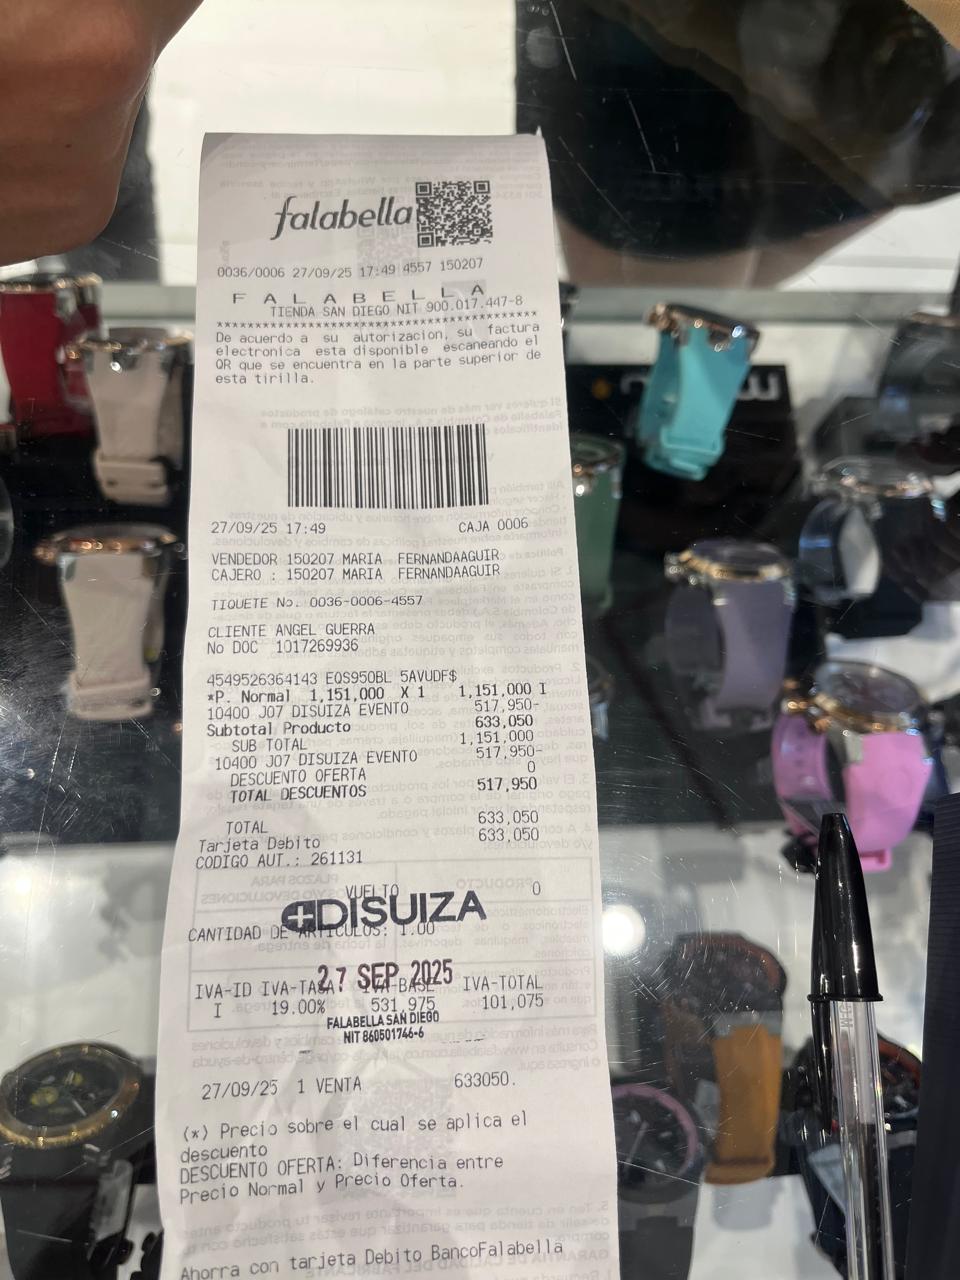 falabella
0036/0006 27/09/25 17:49 4557 150207
F A L A B E L L A
TIENDA SAN DIEGO NIT 900.017.447-8
****************************************
De acuerdo a su autorizacion, su factura
electronica esta disponible escaneando el
QR que se encuentra en la parte superior de
esta tirilla.
27/09/25 17:49 CAJA 0006
VENDEDOR 150207 MARIA FERNANDAAGUIR
CAJERO : 150207 MARIA FERNANDAAGUIR
TIQUETE No. 0036-0006-4557
CLIENTE ANGEL GUERRA
No DOC 1017269936
4549526364143 EQS950BL 5AVUDF$
*P. Normal 1,151,000 X 1 1,151,000 I
10400 J07 DISUIZA EVENTO 517,950-
Subtotal Producto 633,050
SUB TOTAL 1,151,000
10400 J07 DISUIZA EVENTO 517,950-
DESCUENTO OFERTA 0
TOTAL DESCUENTOS 517,950
TOTAL 633,050
Tarjeta Debito 633,050
CODIGO AUT.: 261131
VUELTO 0
DISUIZA
CANTIDAD DE ARTICULOS: 1.00
27 SEP 2025
IVA-ID IVA-TASA IVA-BASE IVA-TOTAL
I 19.00% 531,975 101,075
FALABELLA SAN DIEGO
NIT 860501746-6
27/09/25 1 VENTA 633050.
(*) Precio sobre el cual se aplica el
descuento
DESCUENTO OFERTA: Diferencia entre
Precio Normal y Precio Oferta.
Ahorra con tarjeta Debito BancoFalabella